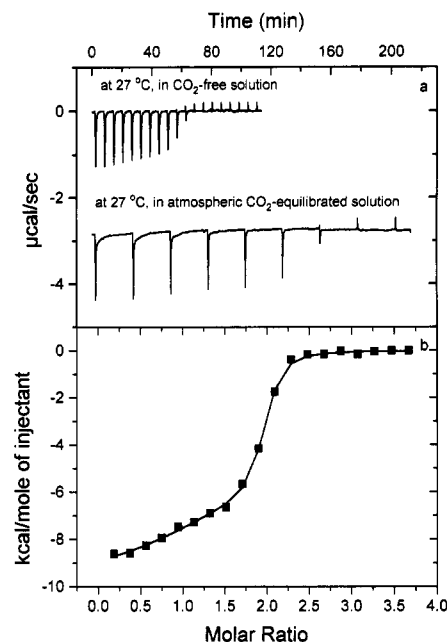 Time (min)
0 40 80 120 160 200
a
at 27 °C, in CO₂-free solution
0
-2
-4
μcal/sec
at 27 °C, in atmospheric CO₂-equilibrated solution
b
0
-2
-4
-6
-8
-10
kcal/mole of injectant
0.0 0.5 1.0 1.5 2.0 2.5 3.0 3.5 4.0
Molar Ratio